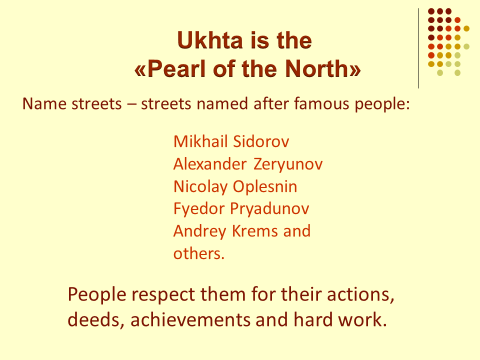 Ukhta is the
«Pearl of the North»
Name streets – streets named after famous people:
Mikhail Sidorov
Alexander Zeryunov
Nicolay Oplesnin
Fyedor Pryadunov
Andrey Krems and
others.
People respect them for their actions,
deeds, achievements and hard work.